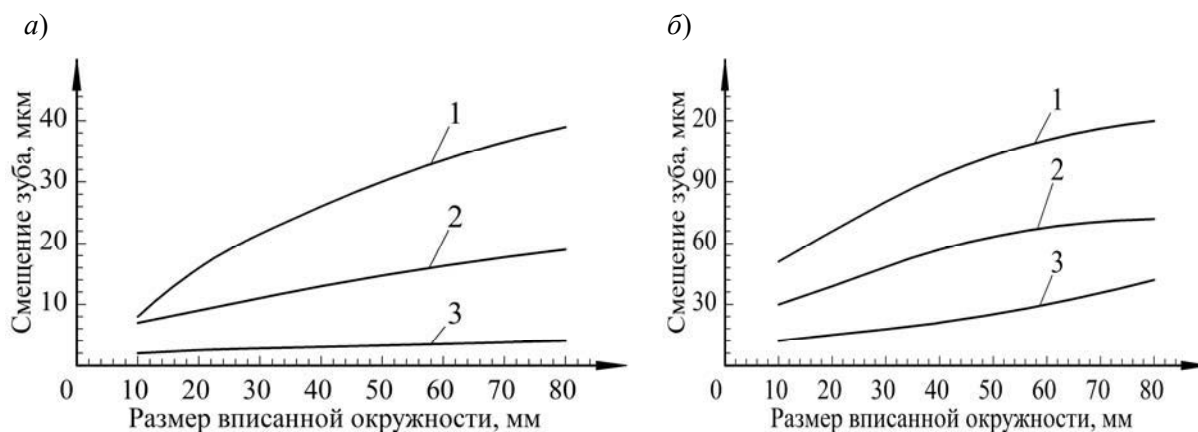 а)
Смещение зуба, мкм
40
30
20
10
0
1
2
3
10 20 30 40 50 60 70 80
Размер вписанной окружности, мм
б)
Смещение зуба, мкм
20
90
60
30
0
1
2
3
10 20 30 40 50 60 70 80
Размер вписанной окружности, мм